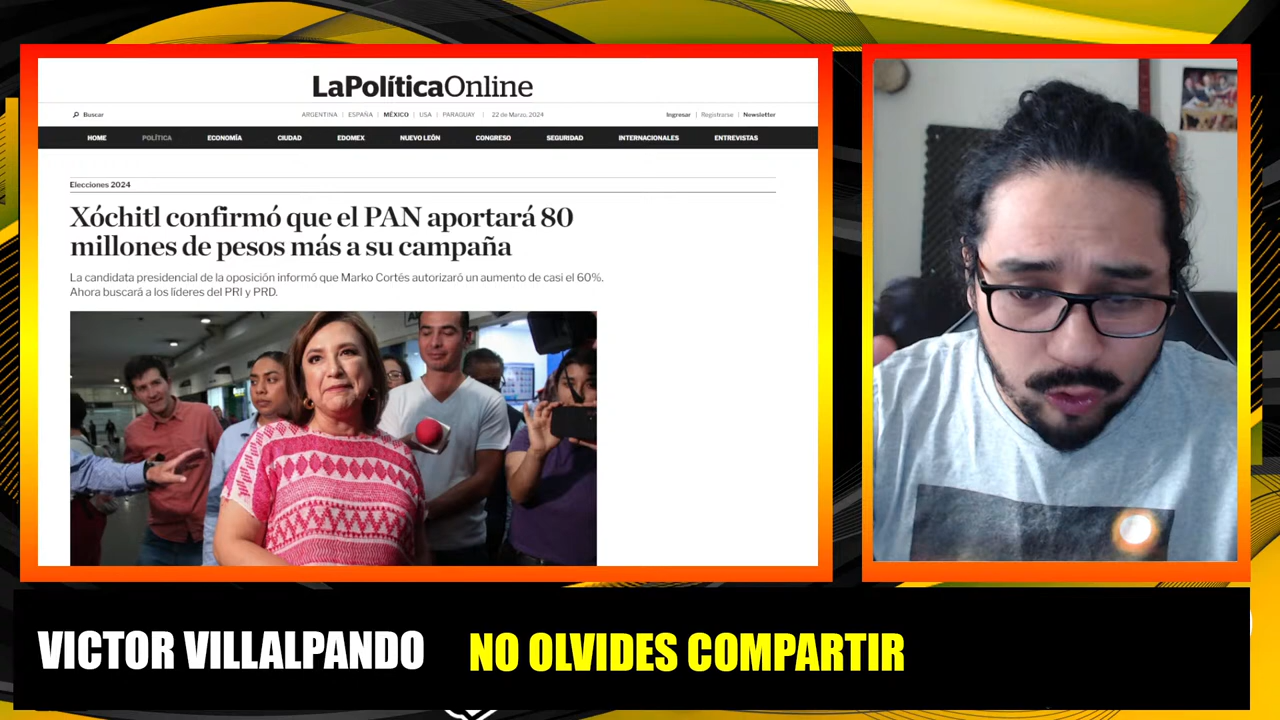 LaPolíticaOnline
Buscar
ARGENTINA | ESPAÑA | MÉXICO | USA | PARAGUAY | 22 de Marzo, 2024
Ingresar | Registrarse | Newsletter
HOME POLÍTICA ECONOMÍA CIUDAD EDOMEX NUEVO LEÓN CONGRESO SEGURIDAD INTERNACIONALES ENTREVISTAS
Elecciones 2024
Xóchitl confirmó que el PAN aportará 80
millones de pesos más a su campaña
La candidata presidencial de la oposición informó que Marko Cortés autorizaró un aumento de casi el 60%.
Ahora buscará a los líderes del PRI y PRD.
VICTOR VILLALPANDO NO OLVIDES COMPARTIR